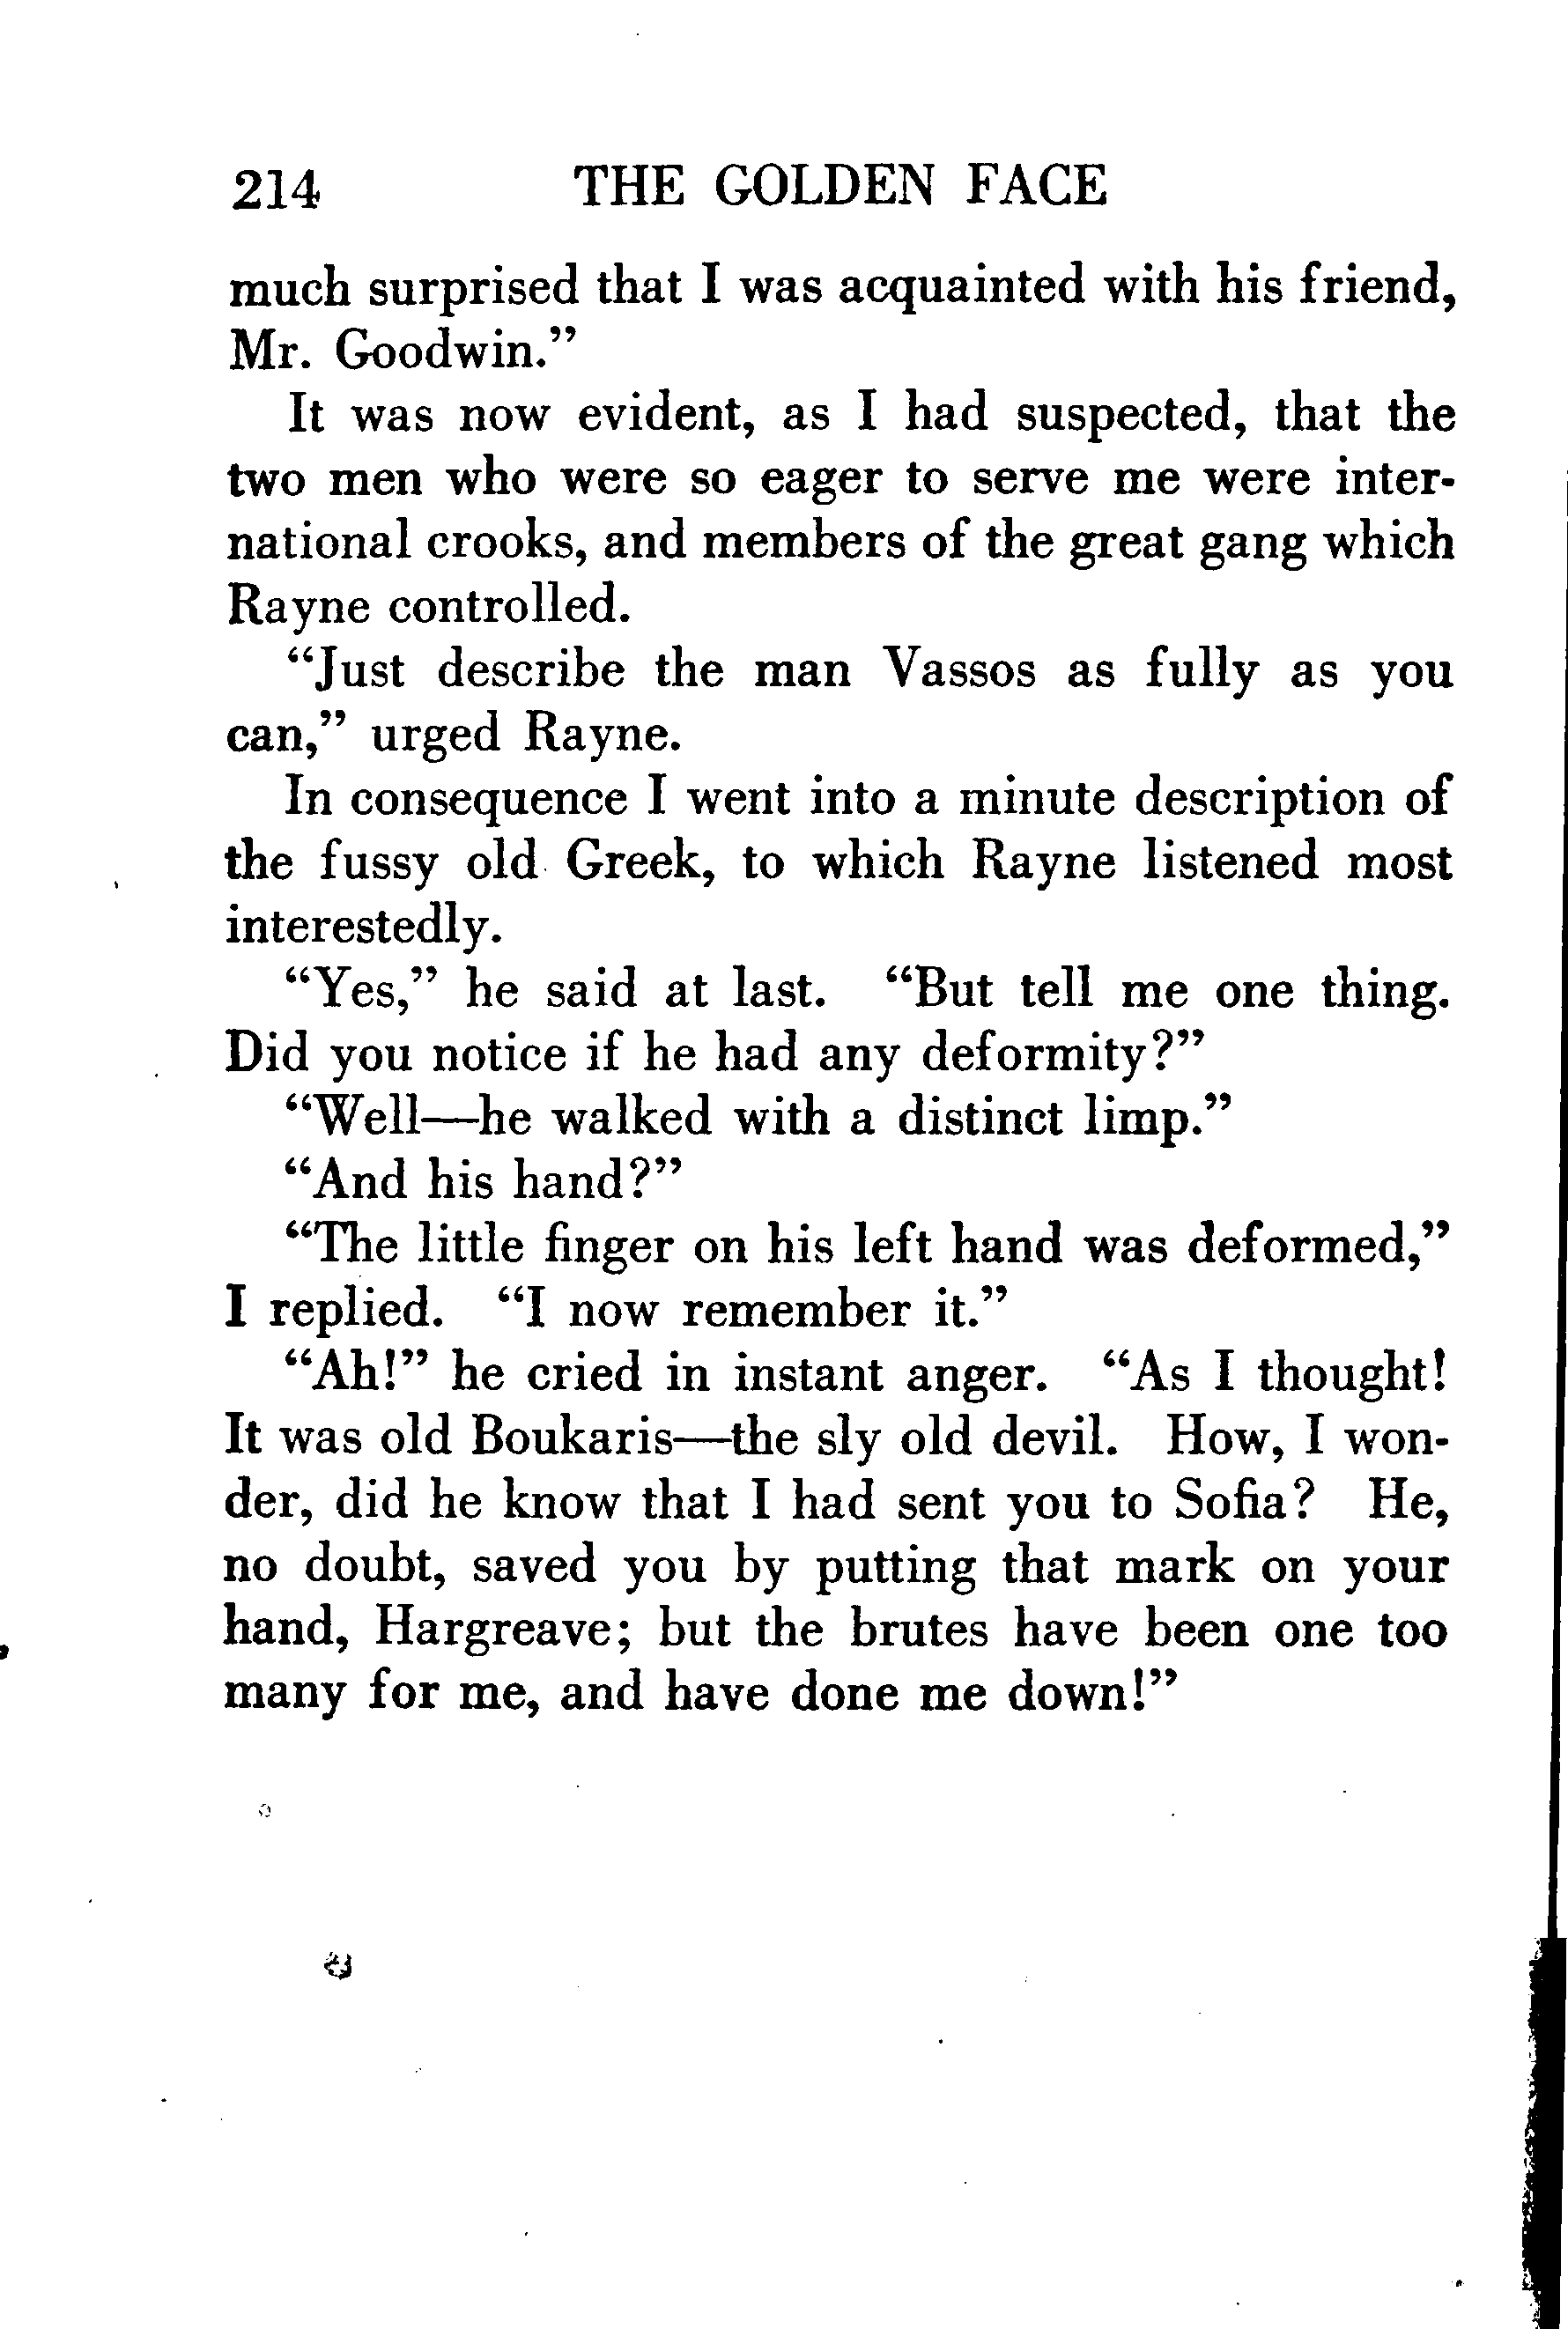 214 THE GOLDEN FACE
much surprised that I was acquainted with his friend,
Mr. Goodwin.”
It was now evident, as I had suspected, that the
two men who were so eager to serve me were inter-
national crooks, and members of the great gang which
Rayne controlled.
“Just describe the man Vassos as fully as you
can,” urged Rayne.
In consequence I went into a minute description of
the fussy old Greek, to which Rayne listened most
interestedly.
“Yes,” he said at last. “But tell me one thing.
Did you notice if he had any deformity?”
“Well—he walked with a distinct limp.”
“And his hand?”
“The little finger on his left hand was deformed,”
I replied. “I now remember it.”
“Ah!” he cried in instant anger. “As I thought!
It was old Boukaris—the sly old devil. How, I won-
der, did he know that I had sent you to Sofia? He,
no doubt, saved you by putting that mark on your
hand, Hargreave; but the brutes have been one too
many for me, and have done me down!”